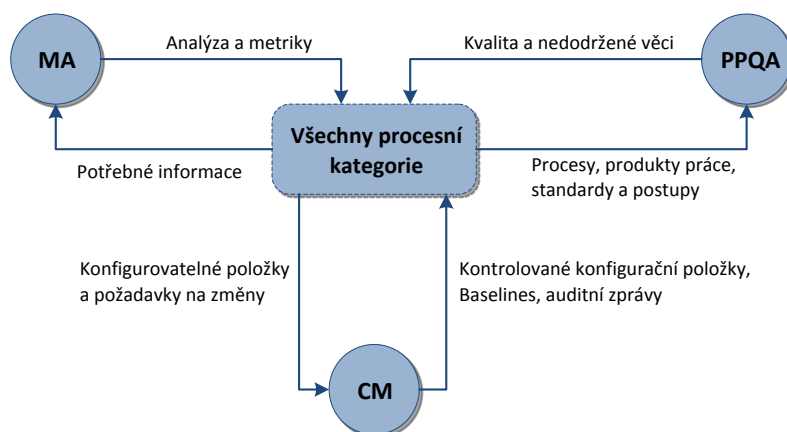 Analýza a metriky
Kvalita a nedodržené věci
MA
PPQA
Všechny procesní
kategorie
Potřebné informace
Procesy, produkty práce,
standardy a postupy
Konfigurovatelné položky
a požadavky na změny
Kontrolované konfigurační položky,
Baselines, auditní zprávy
CM